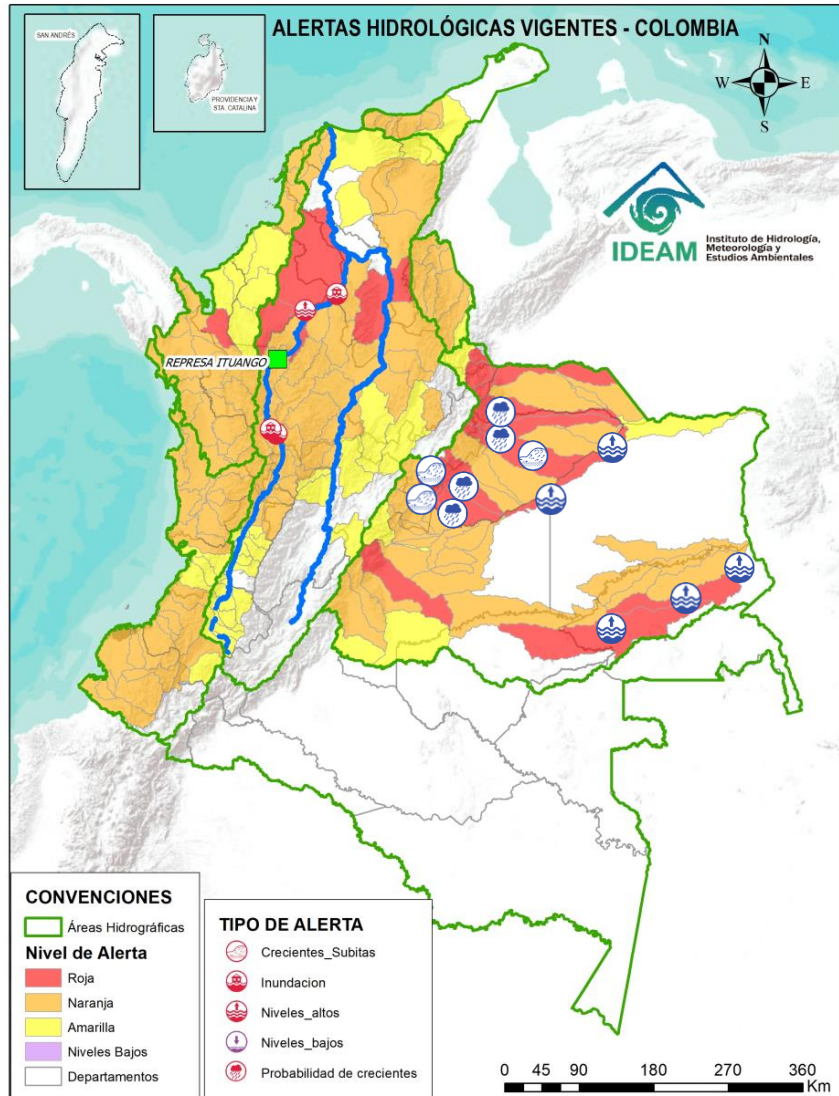 ALERTAS HIDROLÓGICAS VIGENTES - COLOMBIA
SAN ANDRÉS
PROVIDENCIA Y
STA. CATALINA
N
W
E
S
IDEAM
Instituto de Hidrología,
Meteorología y
Estudios Ambientales
REPRESA ITUANGO
CONVENCIONES
Áreas Hidrográficas
Nivel de Alerta
Roja
Naranja
Amarilla
Niveles Bajos
Departamentos
TIPO DE ALERTA
Crecientes_Subitas
Inundacion
Niveles_altos
Niveles_bajos
Probabilidad de crecientes
0 45 90 180 270 360
Km